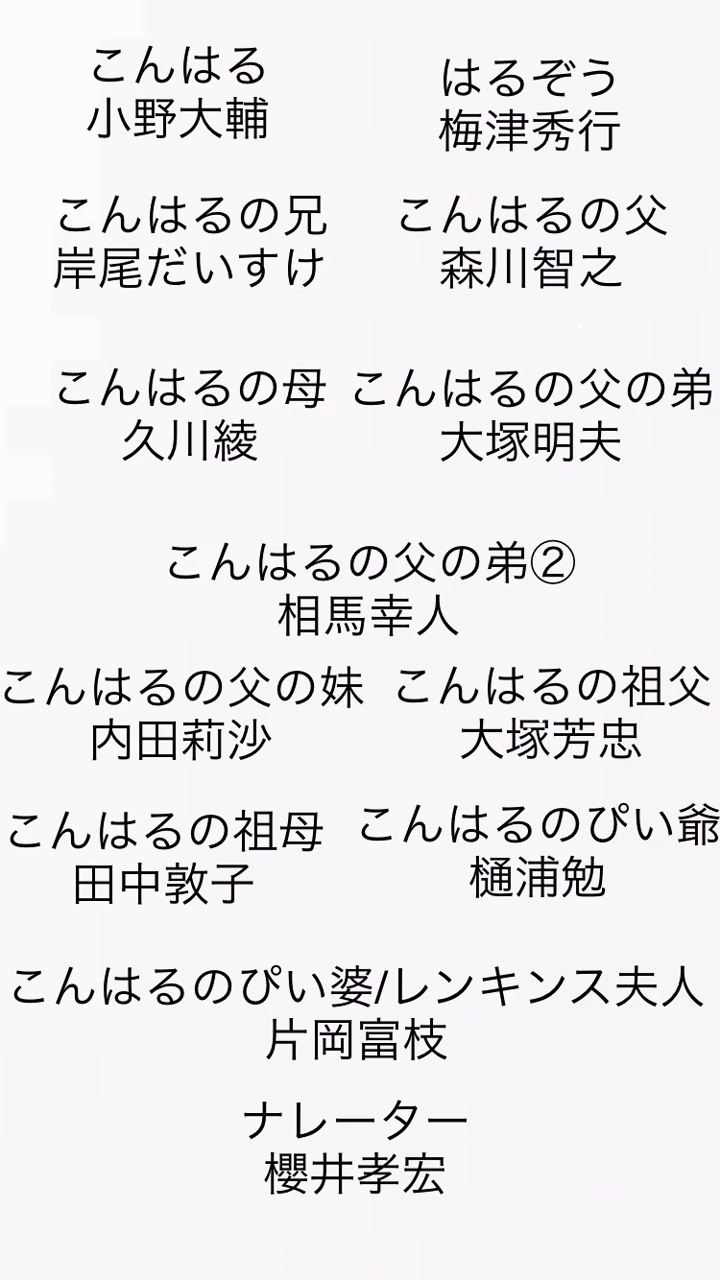 こんはる
小野大輔
はるぞう
梅津秀行
こんはるの兄
岸尾だいすけ
こんはるの父
森川智之
こんはるの母
久川綾
こんはるの父の弟
大塚明夫
こんはるの父の弟②
相馬幸人
こんはるの父の妹
内田莉沙
こんはるの祖父
大塚芳忠
こんはるの祖母
田中敦子
こんはるのぴい爺
樋浦勉
こんはるのぴい婆/レンキンス夫人
片岡富枝
ナレーター
櫻井孝宏